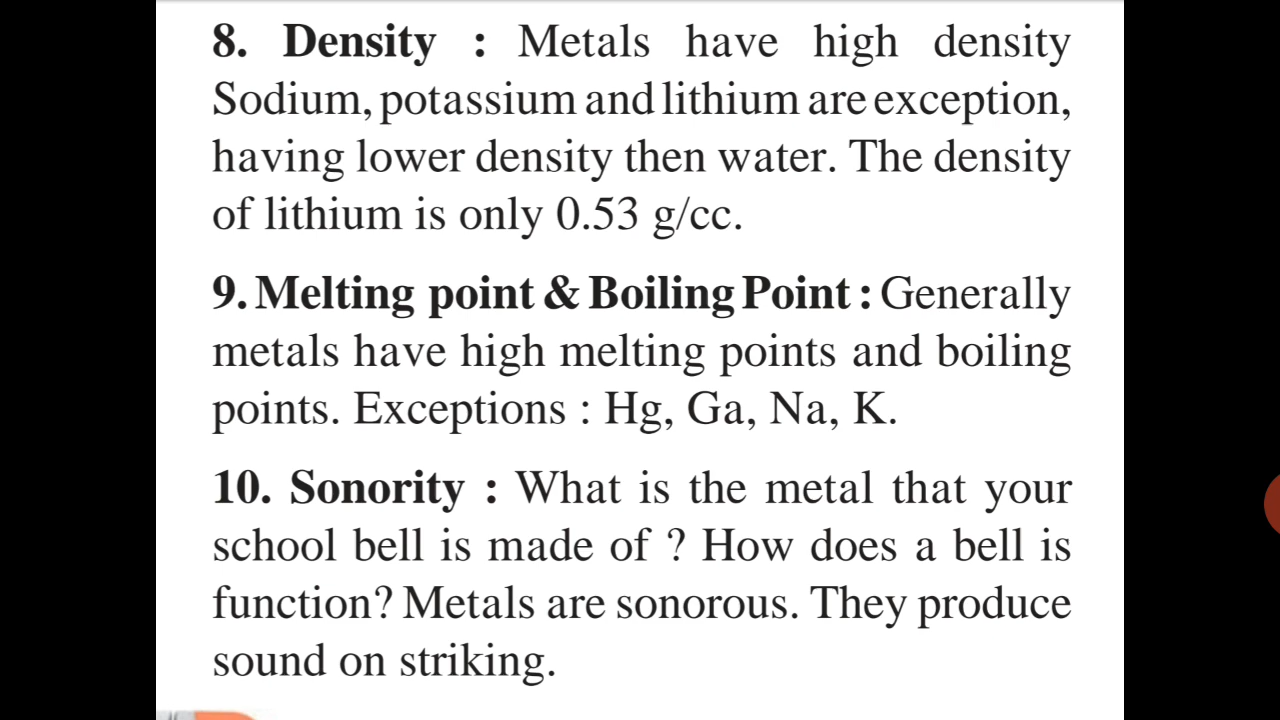 8. Density : Metals have high density
Sodium, potassium and lithium are exception,
having lower density then water. The density
of lithium is only 0.53 g/cc.
9. Melting point & Boiling Point : Generally
metals have high melting points and boiling
points. Exceptions : Hg, Ga, Na, K.
10. Sonority : What is the metal that your
school bell is made of ? How does a bell is
function? Metals are sonorous. They produce
sound on striking.